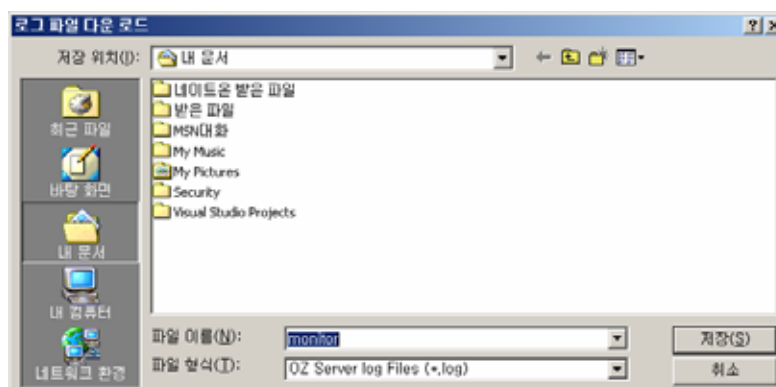 로그 파일 다운 로드
저장 위치(I):
내 문서
최근 파일
바탕 화면
내 문서
내 컴퓨터
네트워크 환경
네이트온 받은 파일
받은 파일
MSN대화
My Music
My Pictures
Security
Visual Studio Projects
파일 이름(N):
monitor
저장(S)
파일 형식(T):
OZ Server log Files (*.log)
취소